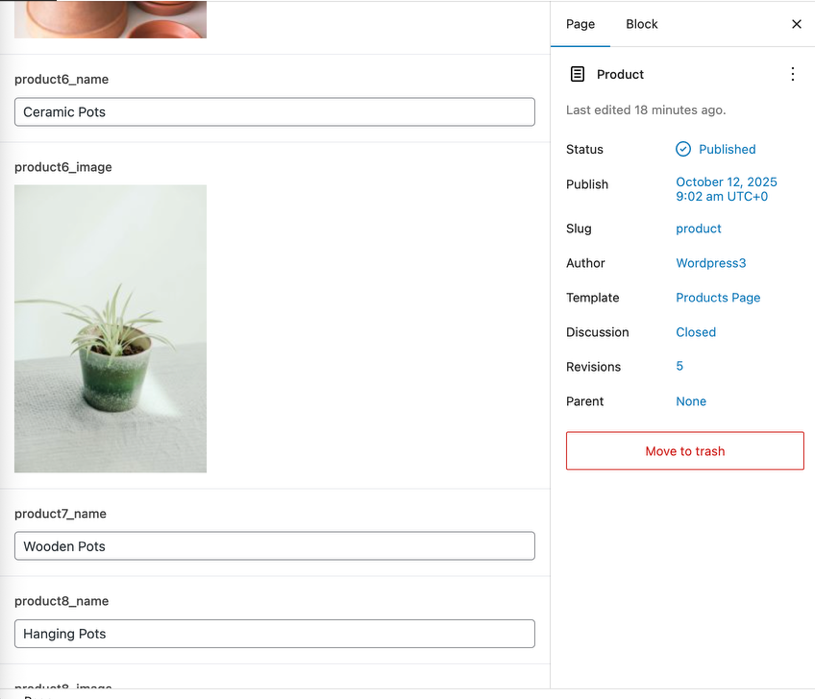 product6_name
Ceramic Pots
product6_image
product7_name
Wooden Pots
product8_name
Hanging Pots
product8_image
Page
Block
Product
Last edited 18 minutes ago.
Status
Published
Publish
October 12, 2025
9:02 am UTC+0
Slug
product
Author
Wordpress3
Template
Products Page
Discussion
Closed
Revisions
5
Parent
None
Move to trash